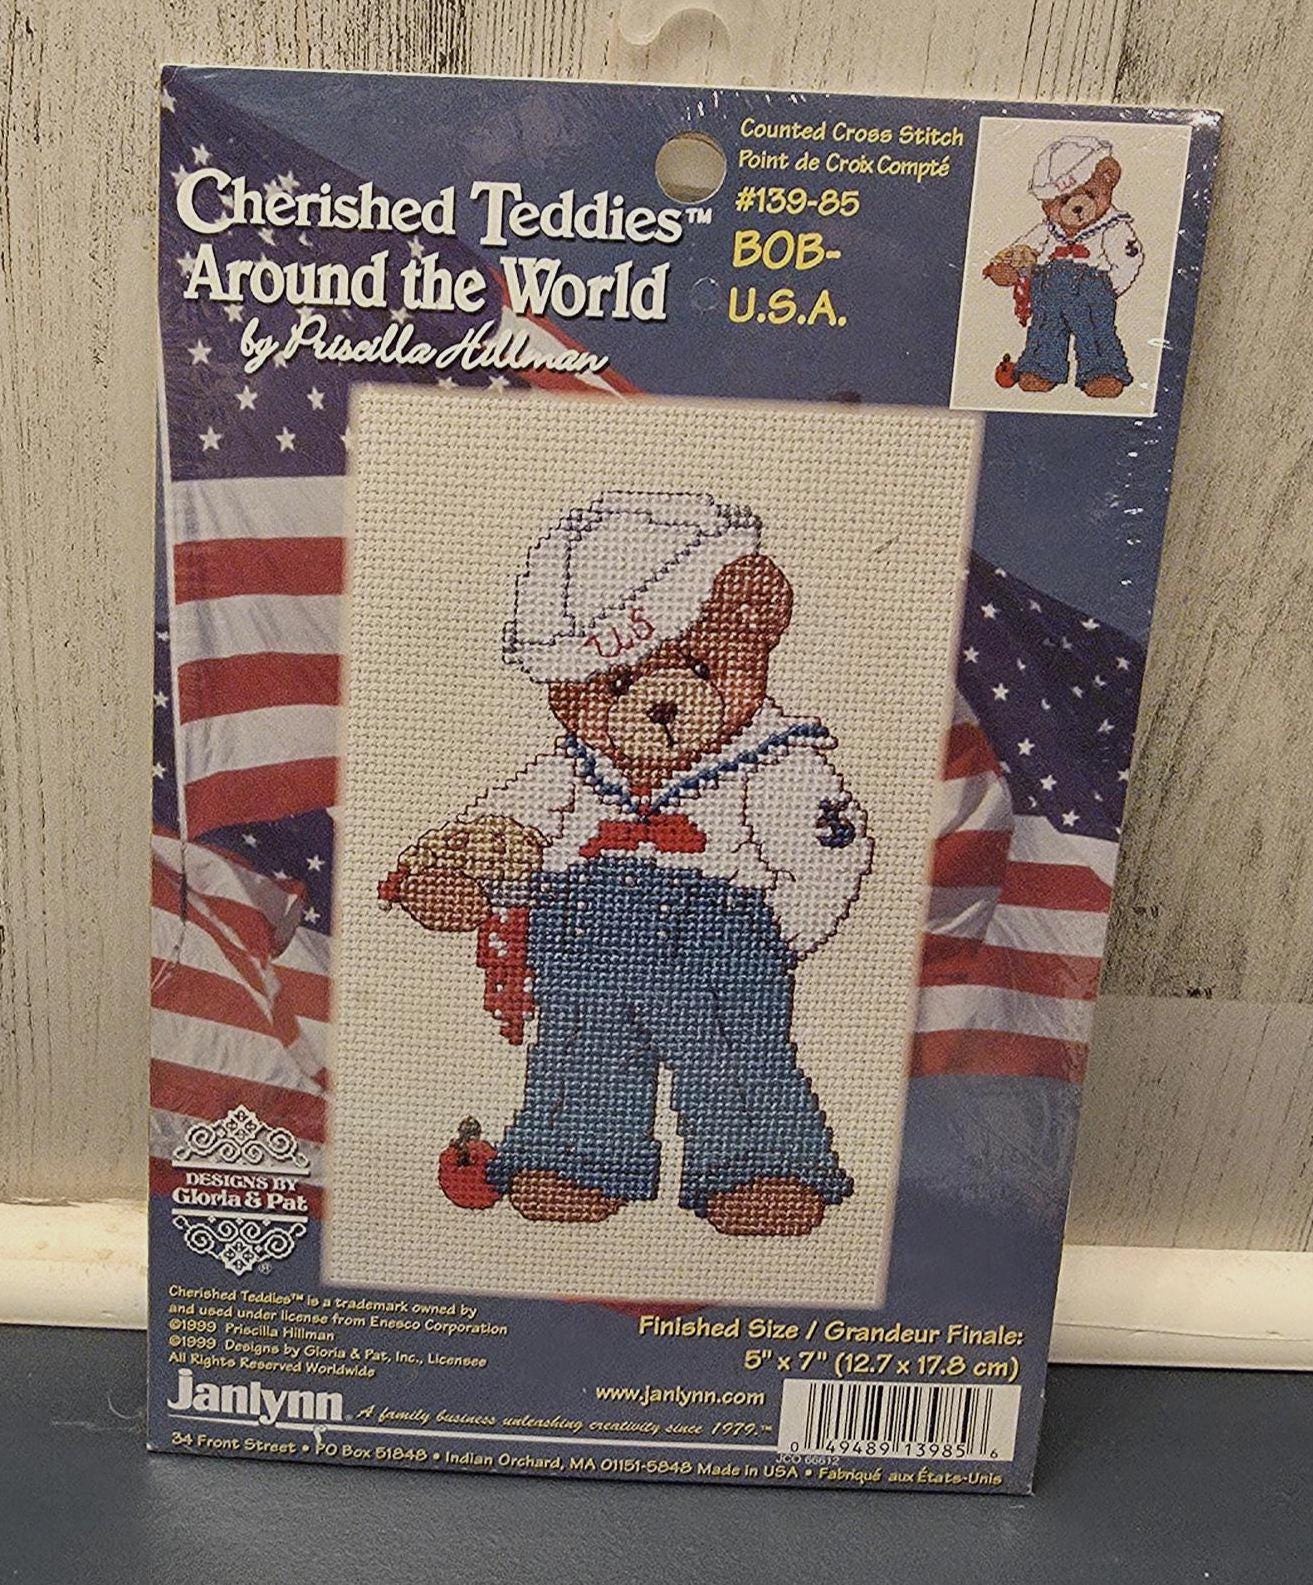 Counted Cross Stitch
Point de Croix Compté
#139-85
BOB-
U.S.A.
Cherished Teddies™
Around the World
by Priscilla Hillman
DESIGNS BY
Gloria & Pat
®
Cherished Teddies™ is a trademark owned by
and used under license from Enesco Corporation
©1999 Priscilla Hillman
©1999 Designs by Gloria & Pat, Inc., Licensee
All Rights Reserved Worldwide
Finished Size / Grandeur Finale:
5" x 7" (12.7 x 17.8 cm)
www.janlynn.com
janlynn® A family business unleashing creativity since 1979.™
0 49489 13985 6
JCO 66612
34 Front Street • PO Box 51848 • Indian Orchard, MA 01151-5848 Made in USA • Fabriqué aux États-Unis